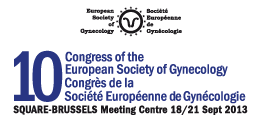 European Society of Gynecology
Société Européenne de Gynécologie
10 Congress of the
European Society of Gynecology
Congrès de la
Société Européenne de Gynécologie
SQUARE-BRUSSELS Meeting Centre 18/21 Sept 2013